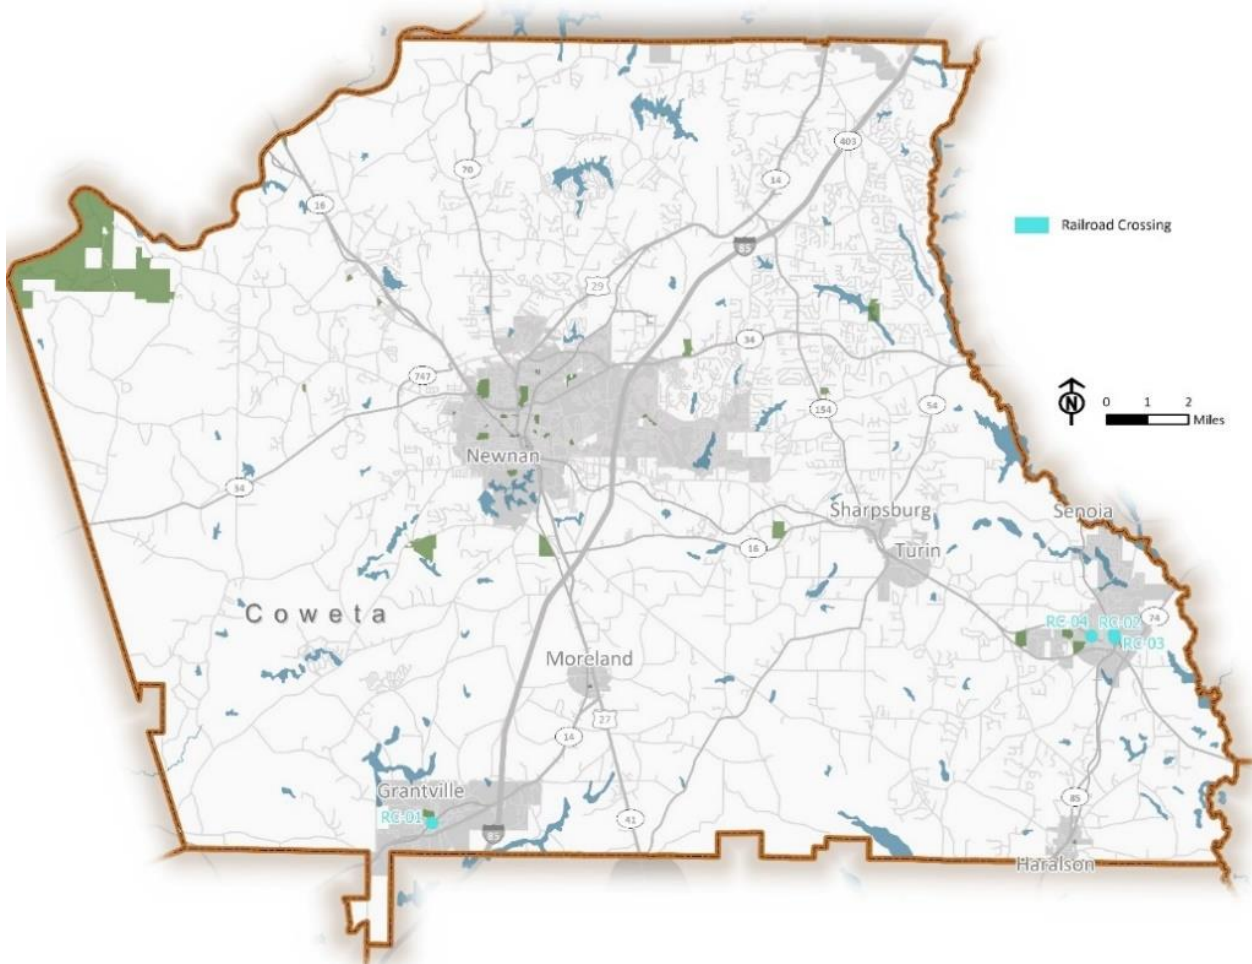 403
70
14
16
Railroad Crossing
85
29
34
N
0 1 2
Miles
747
54
154
Newnan
34
Sharpsburg
Senoia
16
Turin
Coweta
74
RC-04 RC-02
RC-03
Moreland
27
14
Grantville
85
RC-01
41
85
Haralson